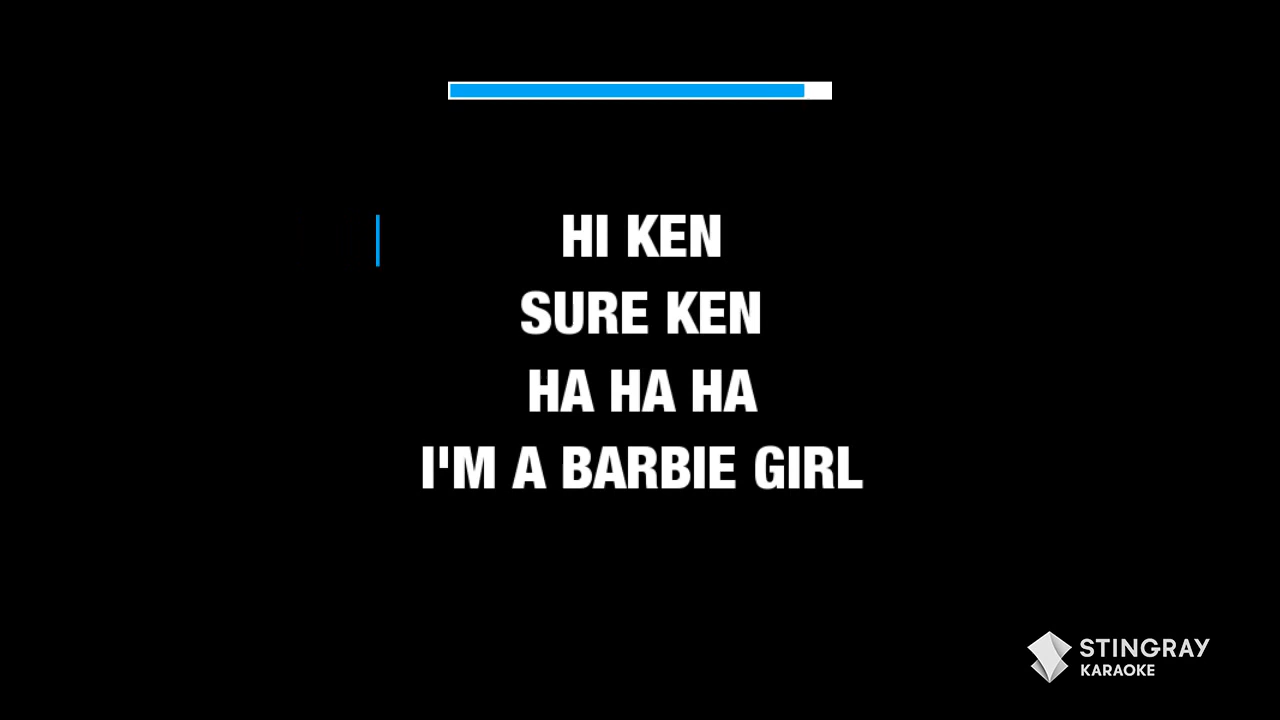 HI KEN
SURE KEN
HA HA HA
I'M A BARBIE GIRL
STINGRAY
KARAOKE